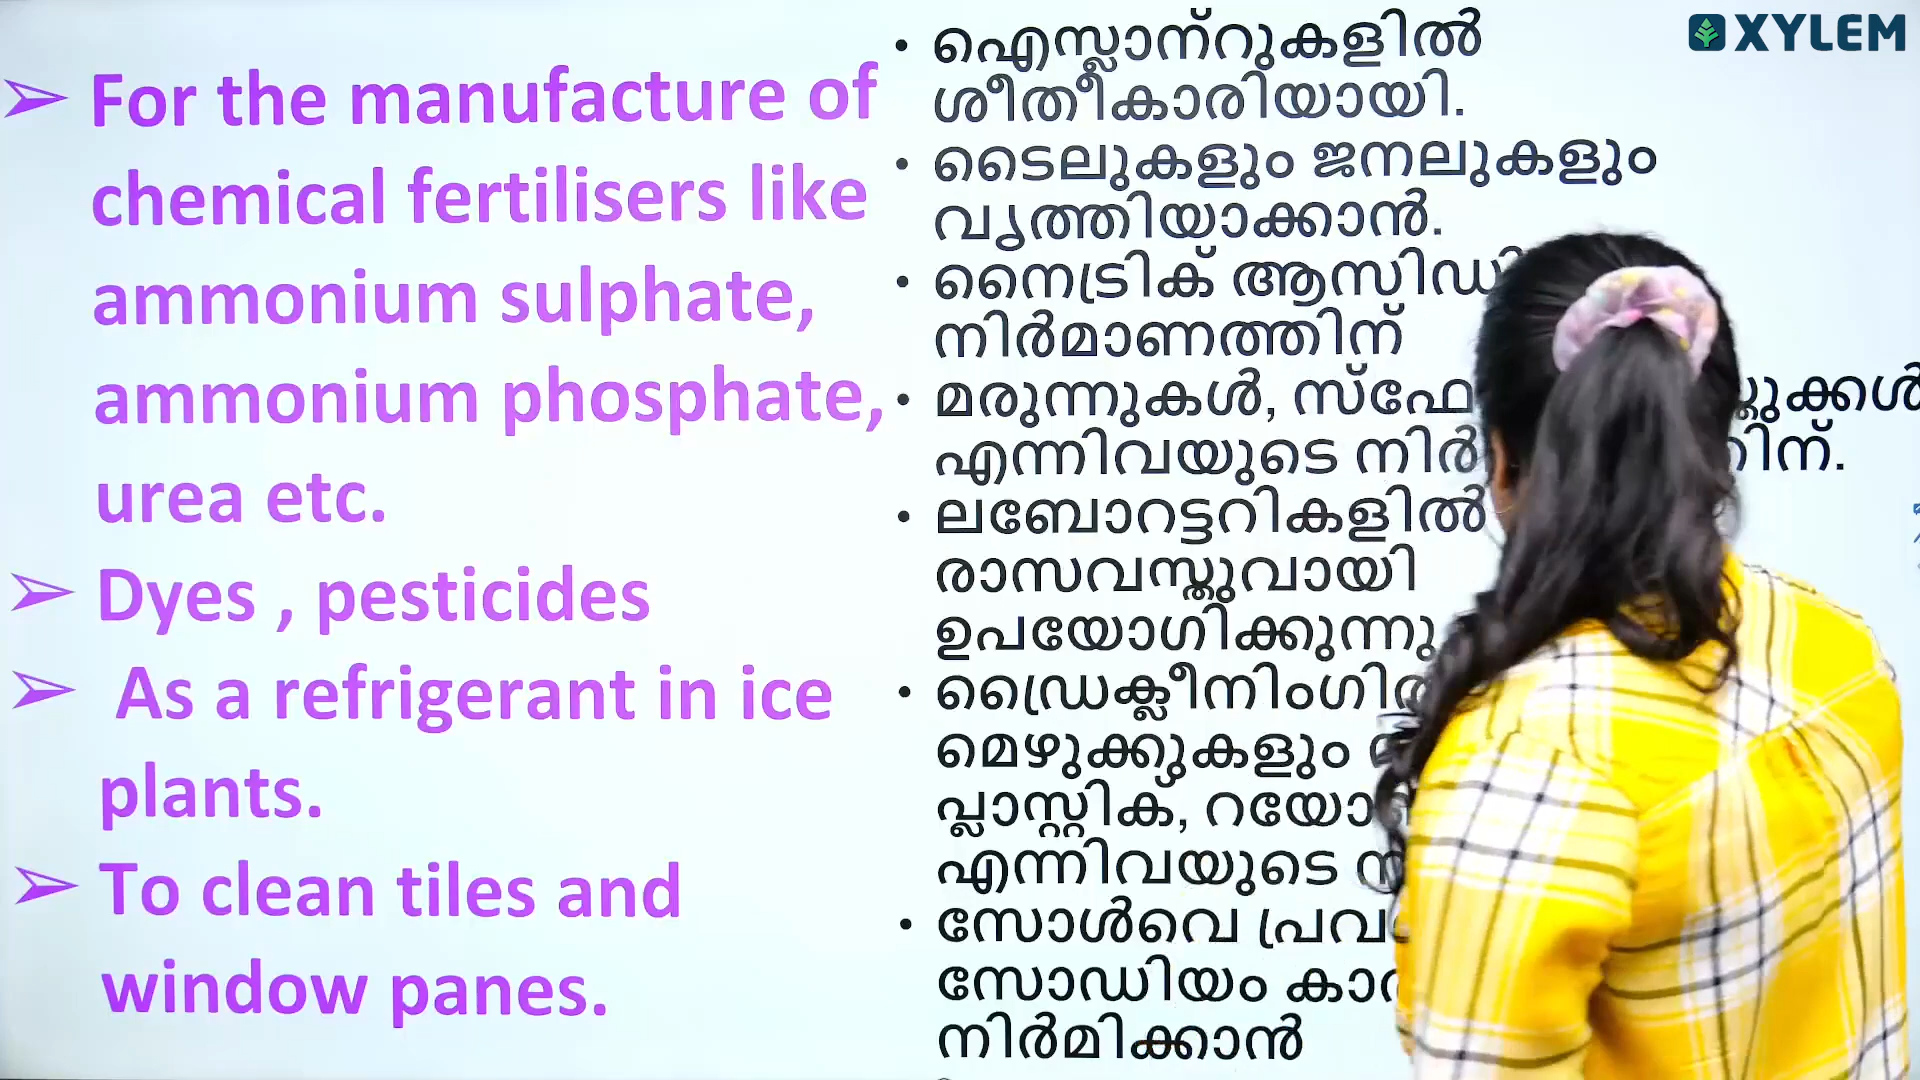 XYLEM
➢ For the manufacture of
chemical fertilisers like
ammonium sulphate,
ammonium phosphate,
urea etc.
➢ Dyes , pesticides
➢ As a refrigerant in ice
plants.
➢ To clean tiles and
window panes.
• ഐസ്ലാന്റുകളിൽ
ശീതീകാരിയായി.
• ടൈലുകളും ജനലുകളും
വൃത്തിയാക്കാൻ.
• നൈട്രിക് ആസിഡ
നിർമാണത്തിന്
• മരുന്നുകൾ,
എന്നിവയുടെ
• ലബോറട്ടറികളിൽ
രാസവസ്തുവായി
ഉപയോഗിക്കുന്നു
• ഡ്രൈക്ലീനിംഗിൽ
മെഴുക്കുകളും
പ്ലാസ്റ്റിക്,
എന്നിവയുടെ
• സോൾവെ
സോഡിയം
നിർമിക്കാൻ